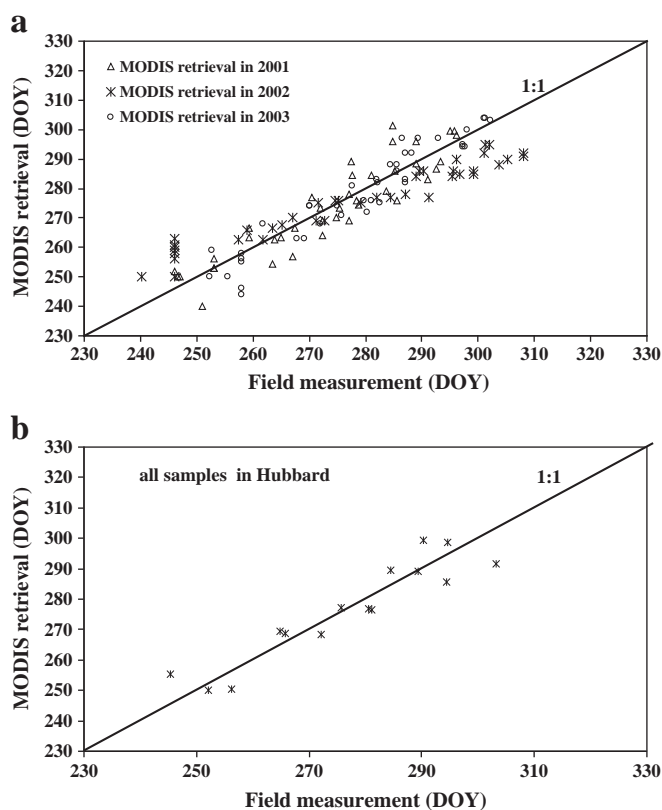 a
330
320
310
300
290
280
270
260
250
240
230
MODIS retrieval (DOY)
MODIS retrieval in 2001
MODIS retrieval in 2002
MODIS retrieval in 2003
1:1
230 240 250 260 270 280 290 300 310 320 330
Field measurement (DOY)
b
330
320
310
300
290
280
270
260
250
240
230
MODIS retrieval (DOY)
all samples in Hubbard
1:1
230 250 270 290 310 330
Field measurement (DOY)